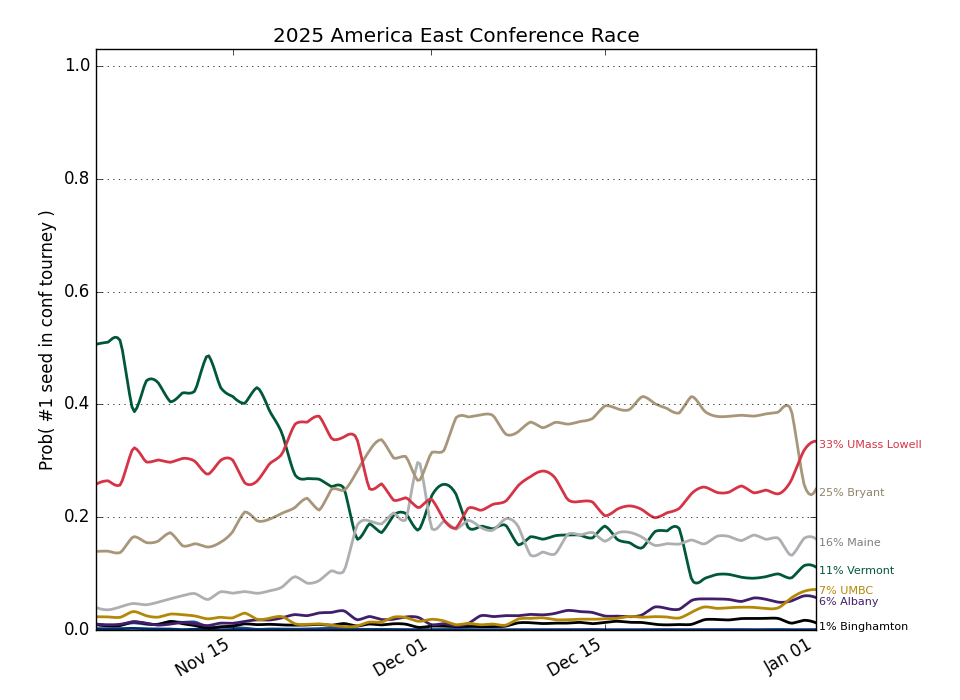 2025 America East Conference Race
Prob( #1 seed in conf tourney )
1.0
0.8
0.6
0.4
0.2
0.0
Nov 15
Dec 01
Dec 15
Jan 01
33% UMass Lowell
25% Bryant
16% Maine
11% Vermont
7% UMBC
6% Albany
1% Binghamton